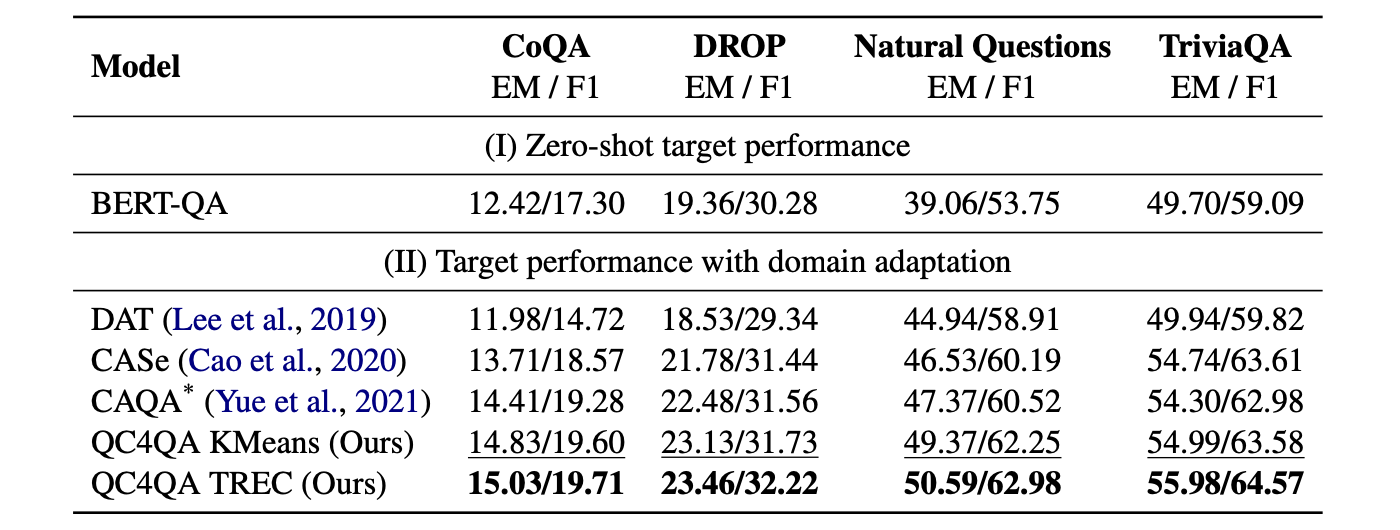 Model CoQA DROP Natural Questions TriviaQA
EM / F1 EM / F1 EM / F1 EM / F1
(I) Zero-shot target performance
BERT-QA 12.42/17.30 19.36/30.28 39.06/53.75 49.70/59.09
(II) Target performance with domain adaptation
DAT (Lee et al., 2019) 11.98/14.72 18.53/29.34 44.94/58.91 49.94/59.82
CASe (Cao et al., 2020) 13.71/18.57 21.78/31.44 46.53/60.19 54.74/63.61
CAQA* (Yue et al., 2021) 14.41/19.28 22.48/31.56 47.37/60.52 54.30/62.98
QC4QA KMeans (Ours) 14.83/19.60 23.13/31.73 49.37/62.25 54.99/63.58
QC4QA TREC (Ours) 15.03/19.71 23.46/32.22 50.59/62.98 55.98/64.57